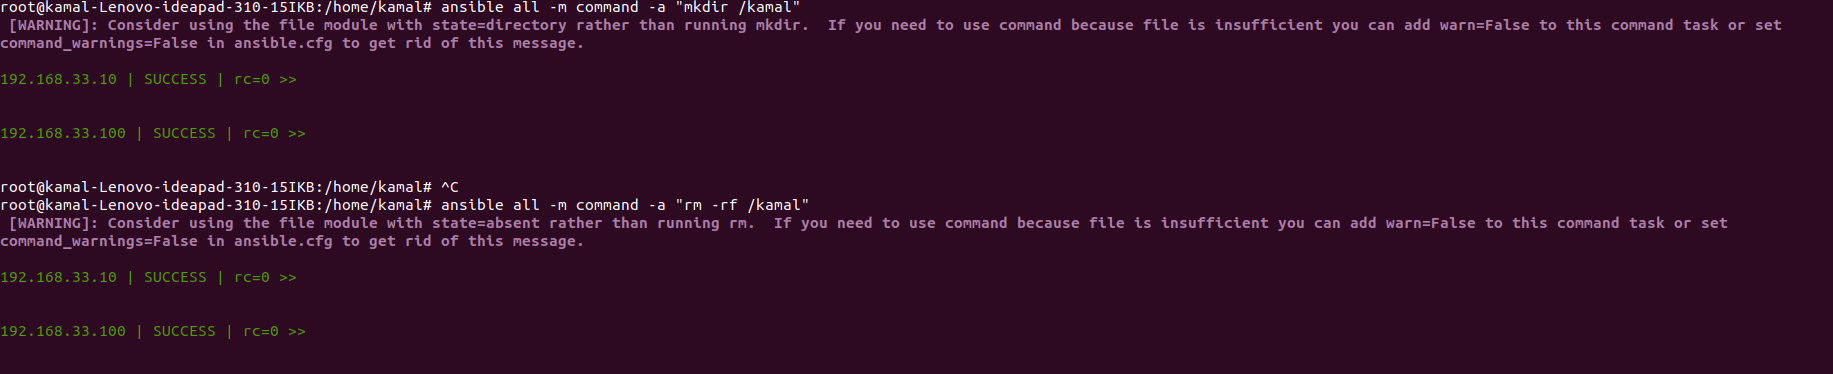 root@kamal-Lenovo-ideapad-310-15IKB:/home/kamal# ansible all -m command -a "mkdir /kamal"
[WARNING]: Consider using the file module with state=directory rather than running mkdir.  If you need to use command because file is insufficient you can add warn=False to this command task or set
command_warnings=False in ansible.cfg to get rid of this message.
192.168.33.10 | SUCCESS | rc=0 >>
192.168.33.100 | SUCCESS | rc=0 >>
root@kamal-Lenovo-ideapad-310-15IKB:/home/kamal# ^C
root@kamal-Lenovo-ideapad-310-15IKB:/home/kamal# ansible all -m command -a "rm -rf /kamal"
[WARNING]: Consider using the file module with state=absent rather than running rm.  If you need to use command because file is insufficient you can add warn=False to this command task or set
command_warnings=False in ansible.cfg to get rid of this message.
192.168.33.10 | SUCCESS | rc=0 >>
192.168.33.100 | SUCCESS | rc=0 >>